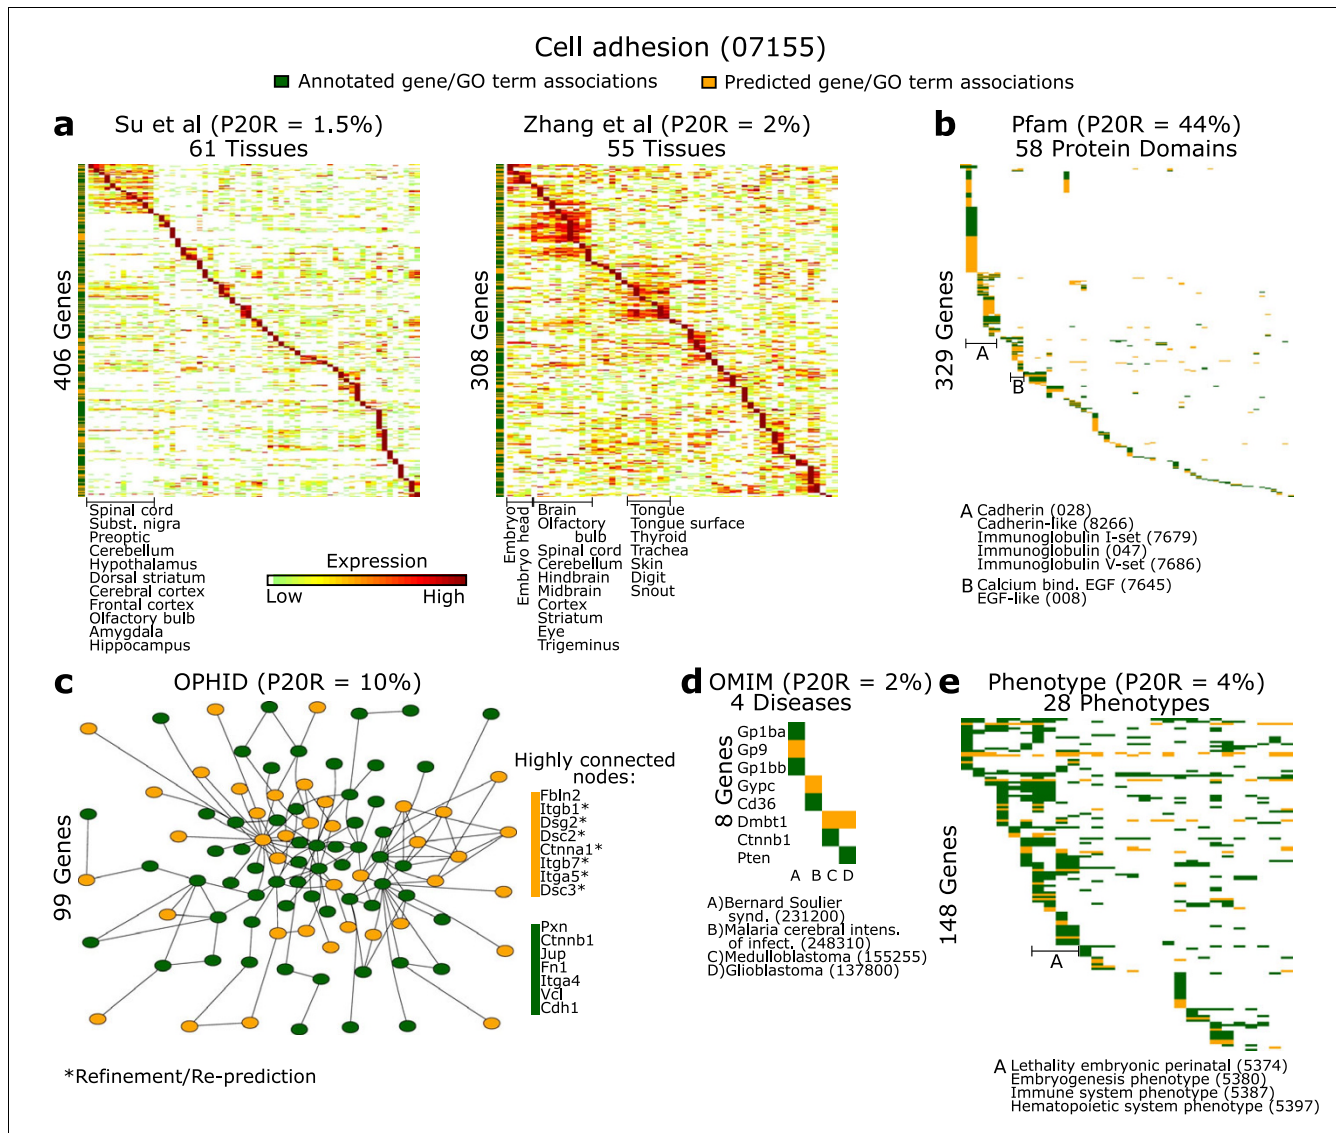 Cell adhesion (07155)
Annotated gene/GO term associations
Predicted gene/GO term associations
a
Su et al (P20R = 1.5%)
61 Tissues
406 Genes
Spinal cord
Subst. nigra
Preoptic
Cerebellum
Hypothalamus
Dorsal striatum
Cerebral cortex
Frontal cortex
Olfactory bulb
Amygdala
Hippocampus
Expression
Low
High
Zhang et al (P20R = 2%)
55 Tissues
308 Genes
Embryo
Embryo head
Brain
Olfactory
bulb
Spinal cord
Cerebellum
Hindbrain
Midbrain
Cortex
Striatum
Eye
Trigeminus
Tongue
Tongue surface
Thyroid
Trachea
Skin
Digit
Snout
b
Pfam (P20R = 44%)
58 Protein Domains
329 Genes
A
B
A Cadherin (028)
Cadherin-like (8266)
Immunoglobulin I-set (7679)
Immunoglobulin (047)
Immunoglobulin V-set (7686)
B Calcium bind. EGF (7645)
EGF-like (008)
c
OPHID (P20R = 10%)
99 Genes
Highly connected
nodes:
Fbln2
Itgb1*
Dsg2*
Dsc2*
Ctnna1*
Itgb7*
Itga5*
Dsc3*
Pxn
Ctnnb1
Jup
Fn1
Itga4
Vcl
Cdh1
*Refinement/Re-prediction
d
OMIM (P20R = 2%)
4 Diseases
8 Genes
Gp1ba
Gp9
Gp1bb
Gypc
Cd36
Dmbt1
Ctnnb1
Pten
A B C D
A)Bernard Soulier
synd. (231200)
B)Malaria cerebral intens.
of infect. (248310)
C)Medulloblastoma (155255)
D)Glioblastoma (137800)
e
Phenotype (P20R = 4%)
28 Phenotypes
148 Genes
A
A Lethality embryonic perinatal (5374)
Embryogenesis phenotype (5380)
Immune system phenotype (5387)
Hematopoietic system phenotype (5397)